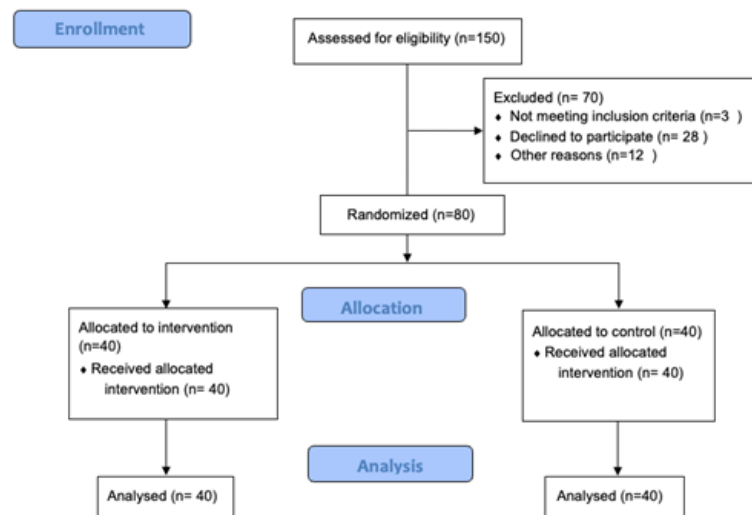 Enrollment
Assessed for eligibility (n=150)
Excluded (n= 70)
♦ Not meeting inclusion criteria (n=3 )
♦ Declined to participate (n= 28 )
♦ Other reasons (n=12 )
Randomized (n=80)
Allocation
Allocated to intervention
(n=40)
♦ Received allocated
intervention (n= 40)
Allocated to control (n=40)
♦ Received allocated
intervention (n= 40)
Analysis
Analysed (n= 40)
Analysed (n=40)